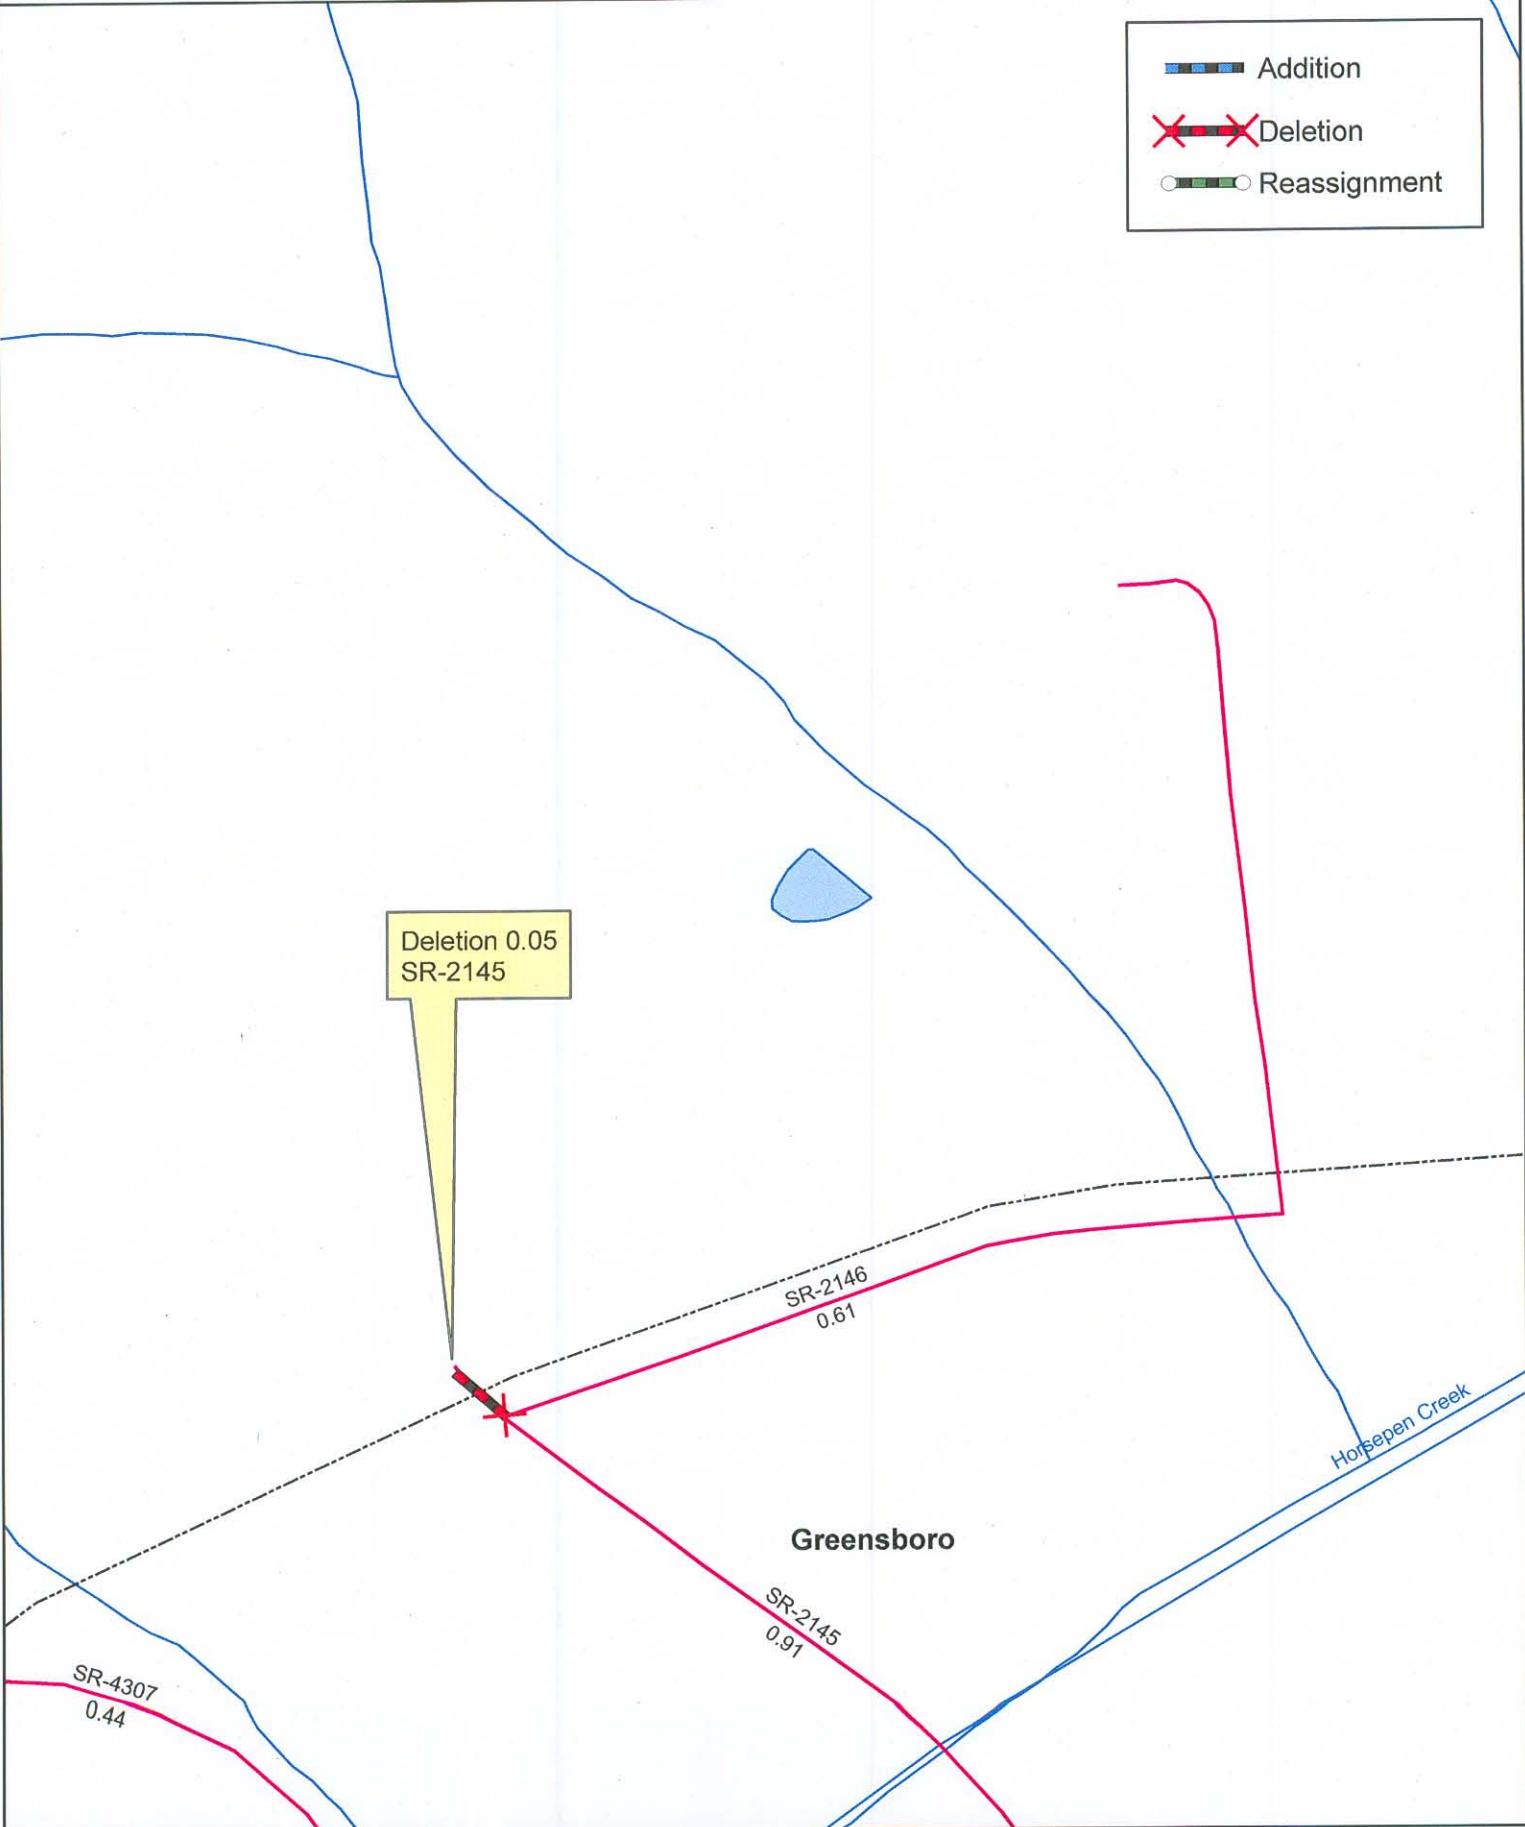 Addition
Deletion
Reassignment
Deletion 0.05
SR-2145
SR-2146
0.61
Horsepen Creek
Greensboro
SR-2145
0.91
SR-4307
0.44